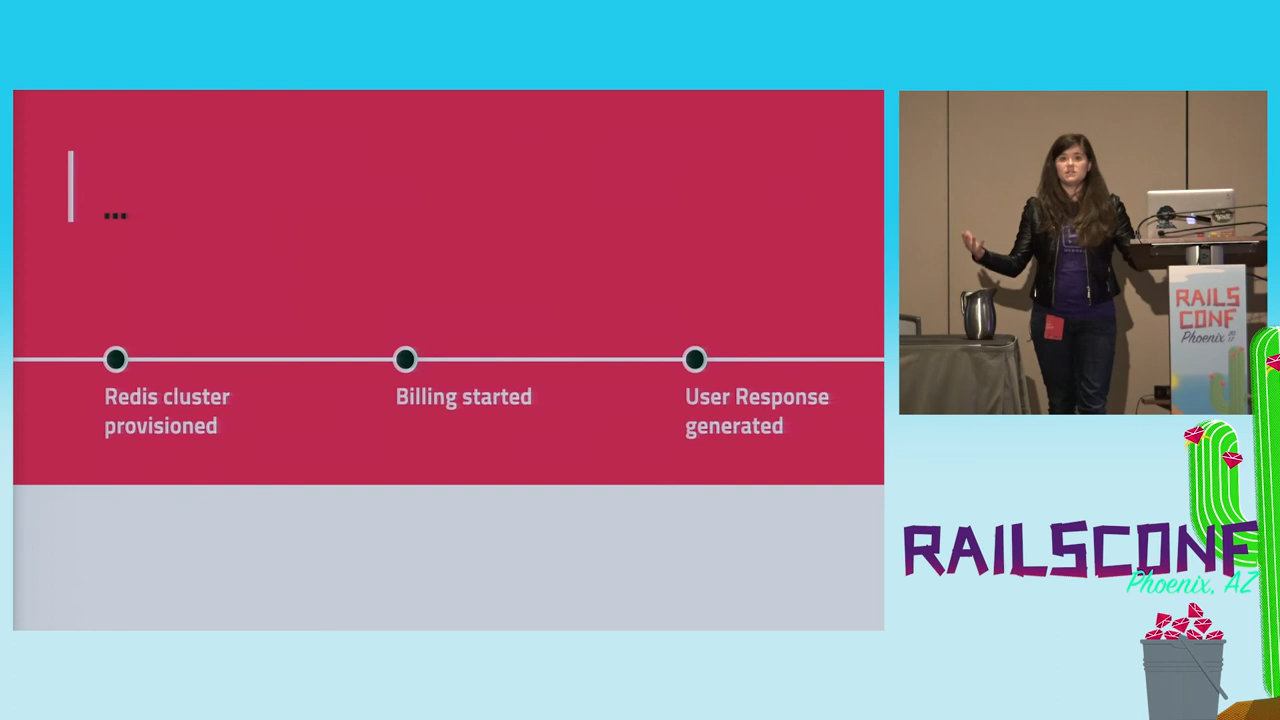 ...
Redis cluster
provisioned
Billing started
User Response
generated
RAILS
CONF
Phoenix
RAILSCONF
Phoenix, AZ